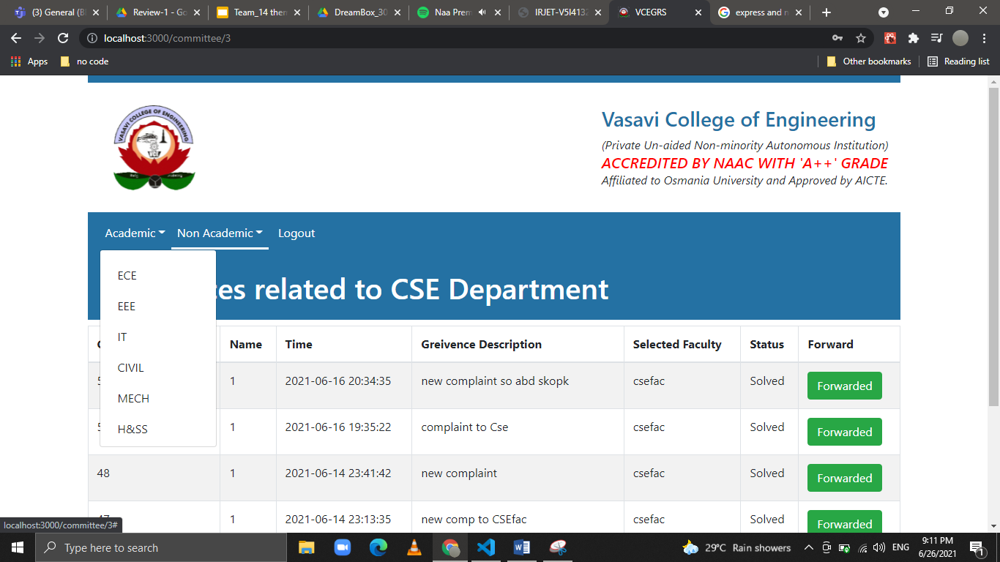 (3) General (B
Review-1 - Go
Team_14 then
DreamBox_30
Naa Prem
IRJET-V5I4132
VCEGRS
express and n
localhost:3000/committee/3
Apps
no code
Other bookmarks
Reading list
VASAVI COLLEGE OF ENGINEERING
Vasavi College of Engineering
(Private Un-aided Non-minority Autonomous Institution)
ACCREDITED BY NAAC WITH 'A++' GRADE
Affiliated to Osmania University and Approved by AICTE.
Academic Non Academic Logout
ECE
EEE
IT
CIVIL
MECH
H&SS
ces related to CSE Department
Name Time Greivence Description Selected Faculty Status Forward
5 1 2021-06-16 20:34:35 new complaint so abd skopk csefac Solved Forwarded
5 1 2021-06-16 19:35:22 complaint to Cse csefac Solved Forwarded
48 1 2021-06-14 23:41:42 new complaint csefac Solved Forwarded
47 1 2021-06-14 23:13:35 new comp to CSEfac csefac Solved Forwarded
localhost:3000/committee/3#
Type here to search
29°C Rain showers
ENG
9:11 PM
6/26/2021
1